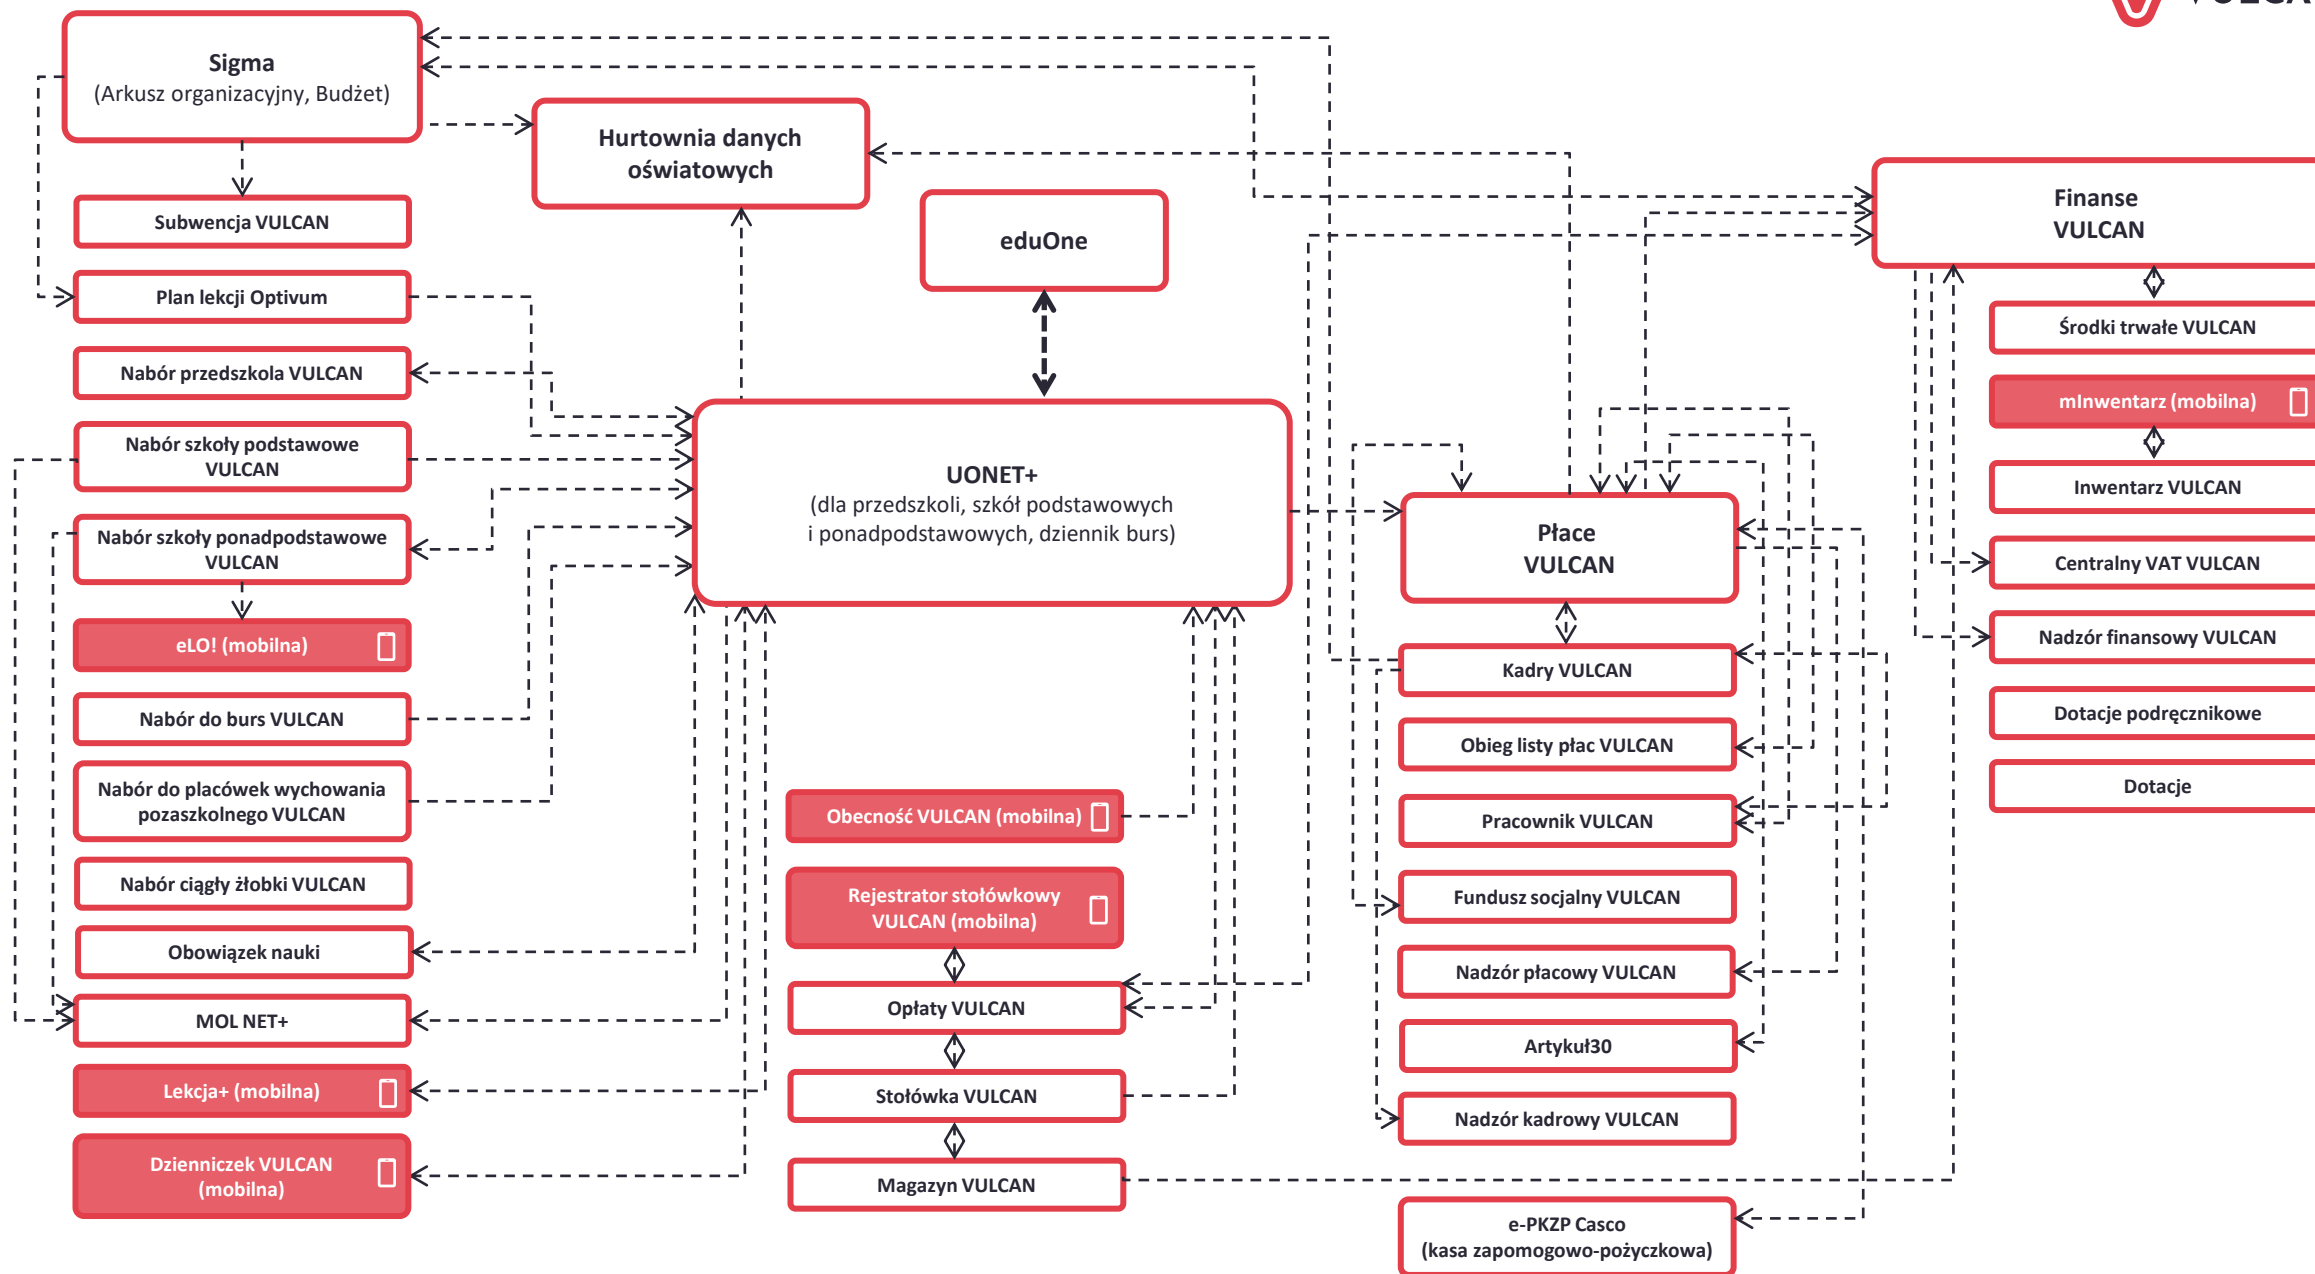 Sigma
(Arkusz organizacyjny, Budżet)
Hurtownia danych
oświatowych
eduOne
Finanse
VULCAN
Subwencja VULCAN
Plan lekcji Optivum
Nabór przedszkola VULCAN
Nabór szkoły podstawowe
VULCAN
Nabór szkoły ponadpodstawowe
VULCAN
eLO! (mobilna)
Nabór do burs VULCAN
Nabór do placówek wychowania
pozaszkolnego VULCAN
Nabór ciągły żłobki VULCAN
Obowiązek nauki
MOL NET+
Lekcja+ (mobilna)
Dzienniczek VULCAN
(mobilna)
UONET+
(dla przedszkoli, szkół podstawowych
i ponadpodstawowych, dziennik burs)
Obecność VULCAN (mobilna)
Rejestrator stołówkowy
VULCAN (mobilna)
Opłaty VULCAN
Stołówka VULCAN
Magazyn VULCAN
Płace
VULCAN
Kadry VULCAN
Obieg listy płac VULCAN
Pracownik VULCAN
Fundusz socjalny VULCAN
Nadzór płacowy VULCAN
Artykuł30
Nadzór kadrowy VULCAN
e-PKZP Casco
(kasa zapomogowo-pożyczkowa)
Środki trwałe VULCAN
mInwentarz (mobilna)
Inwentarz VULCAN
Centralny VAT VULCAN
Nadzór finansowy VULCAN
Dotacje podręcznikowe
Dotacje